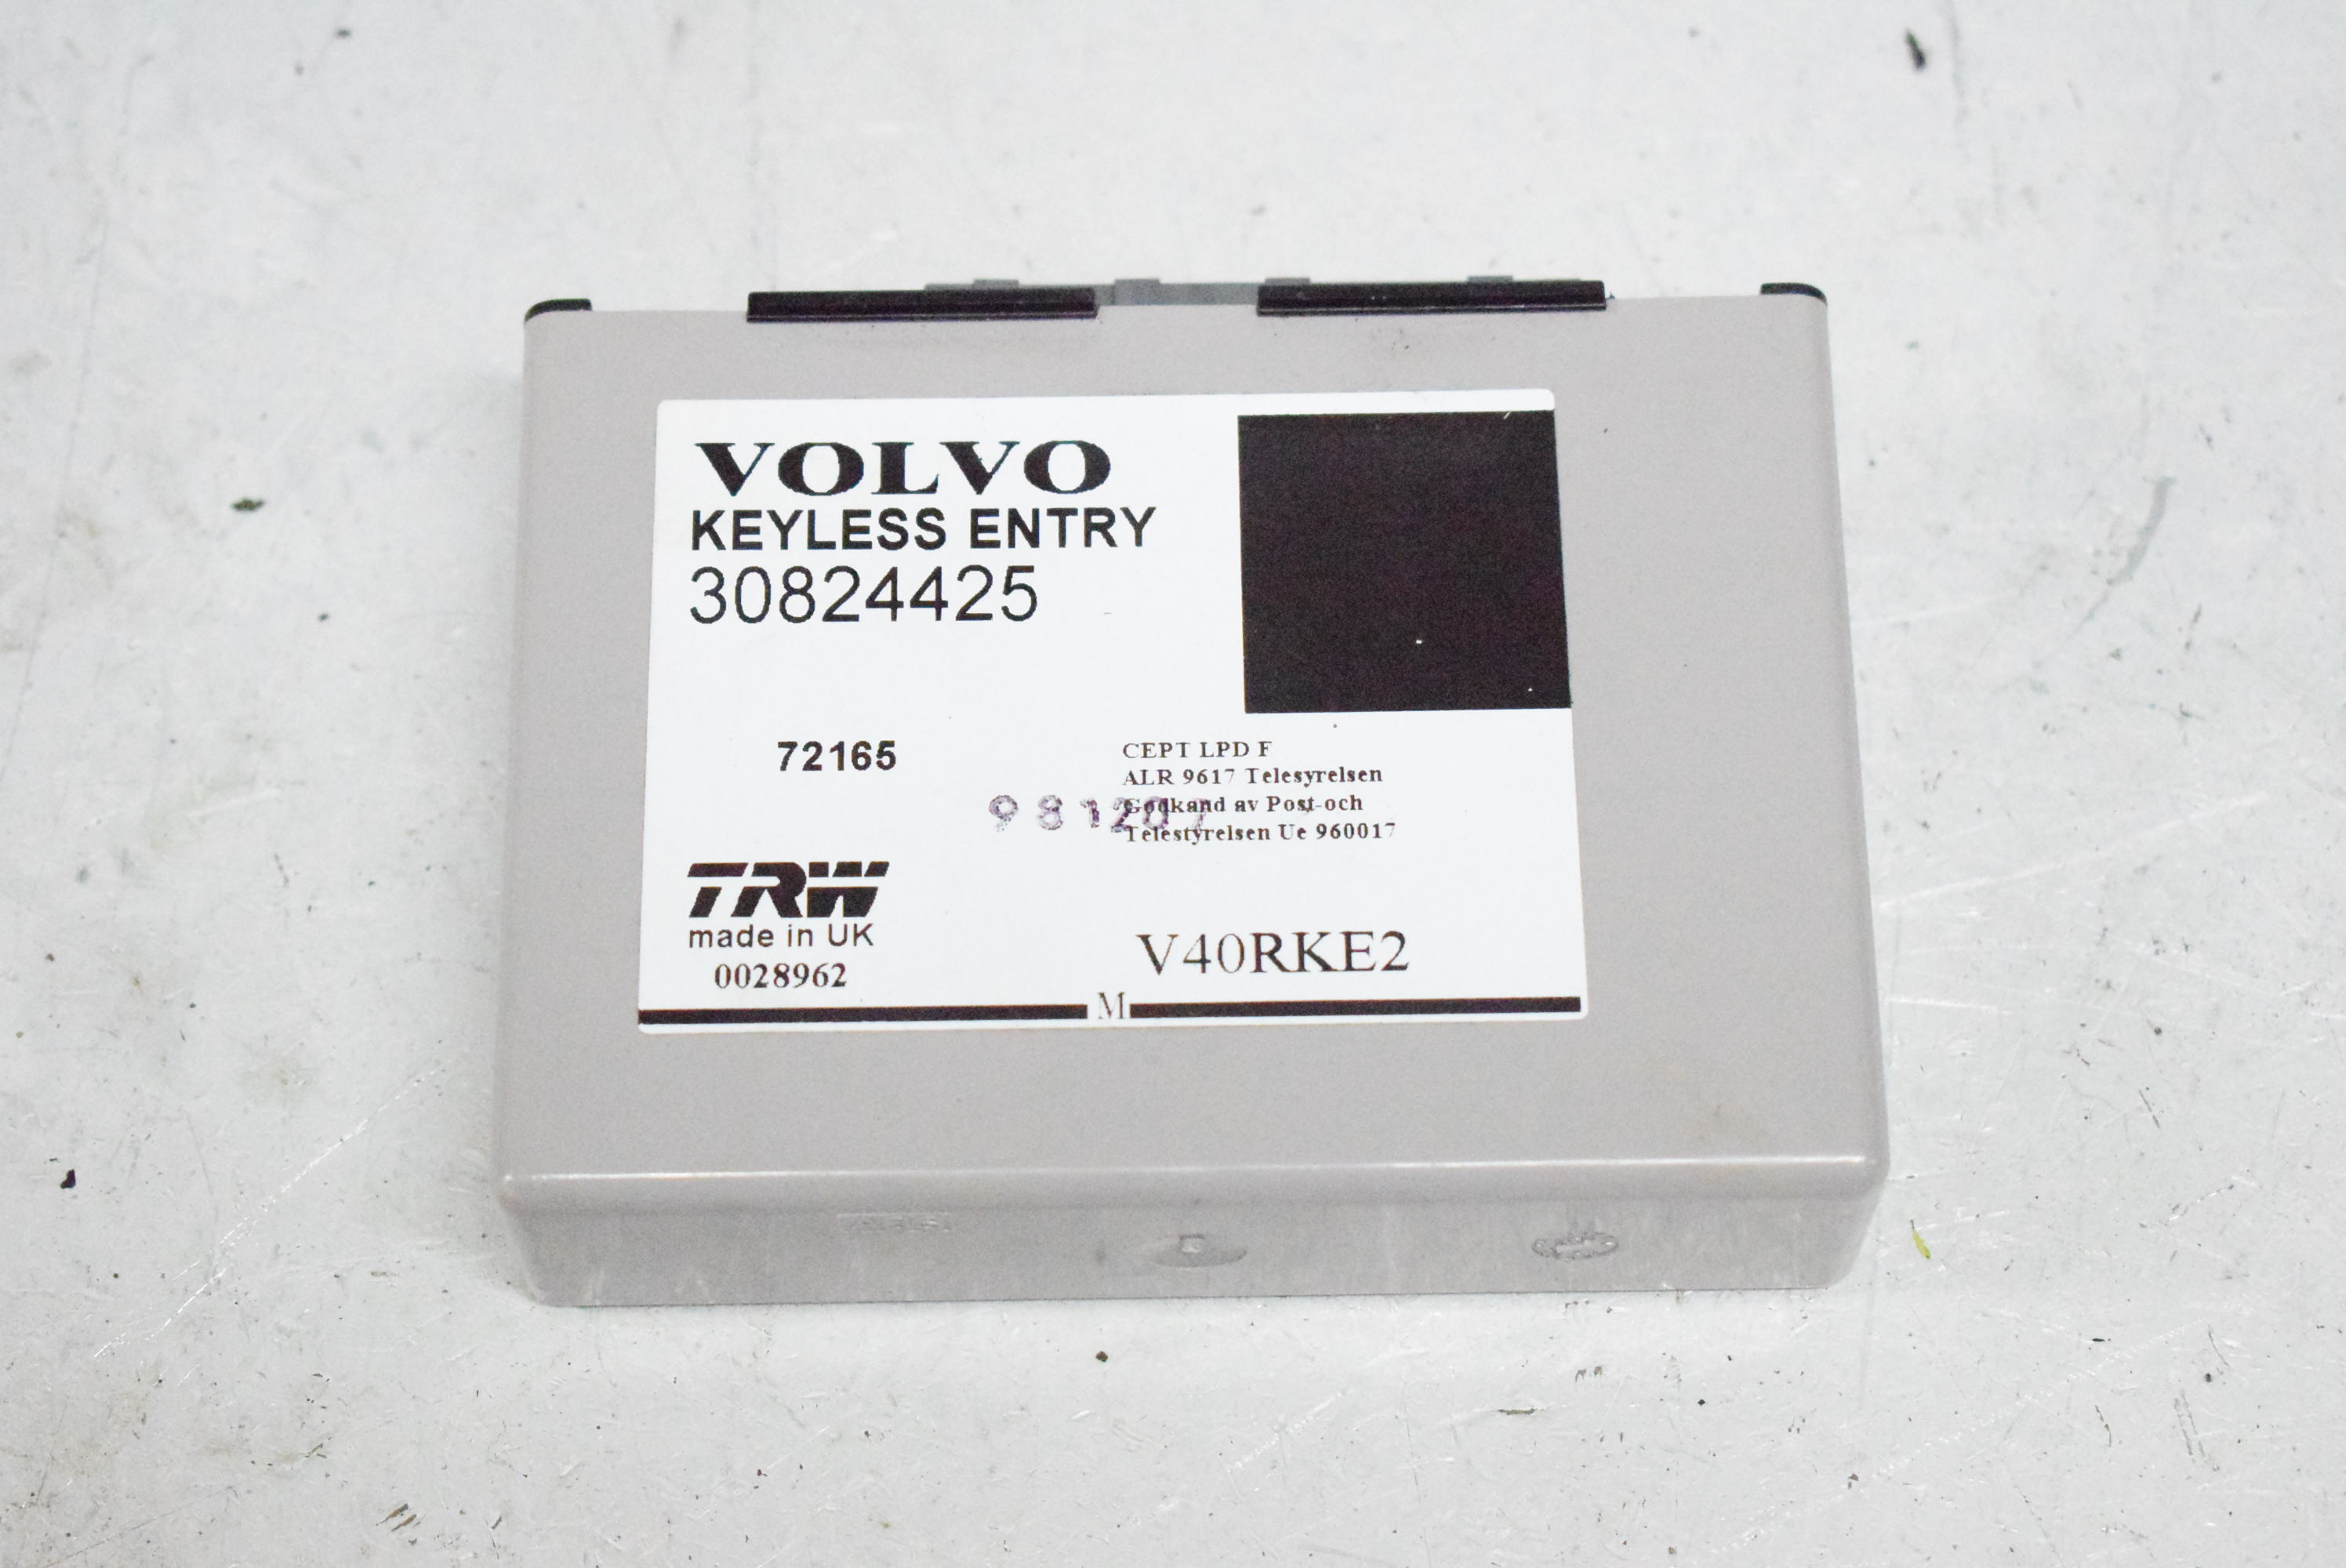 VOLVO
KEYLESS ENTRY
30824425
72165
CEPT LPD F
ALR 9617 Telesyrelsen
Godkand av Post-och
Telestyrelsen Ue 960017
981207
TRW
made in UK
0028962
V40RKE2
M